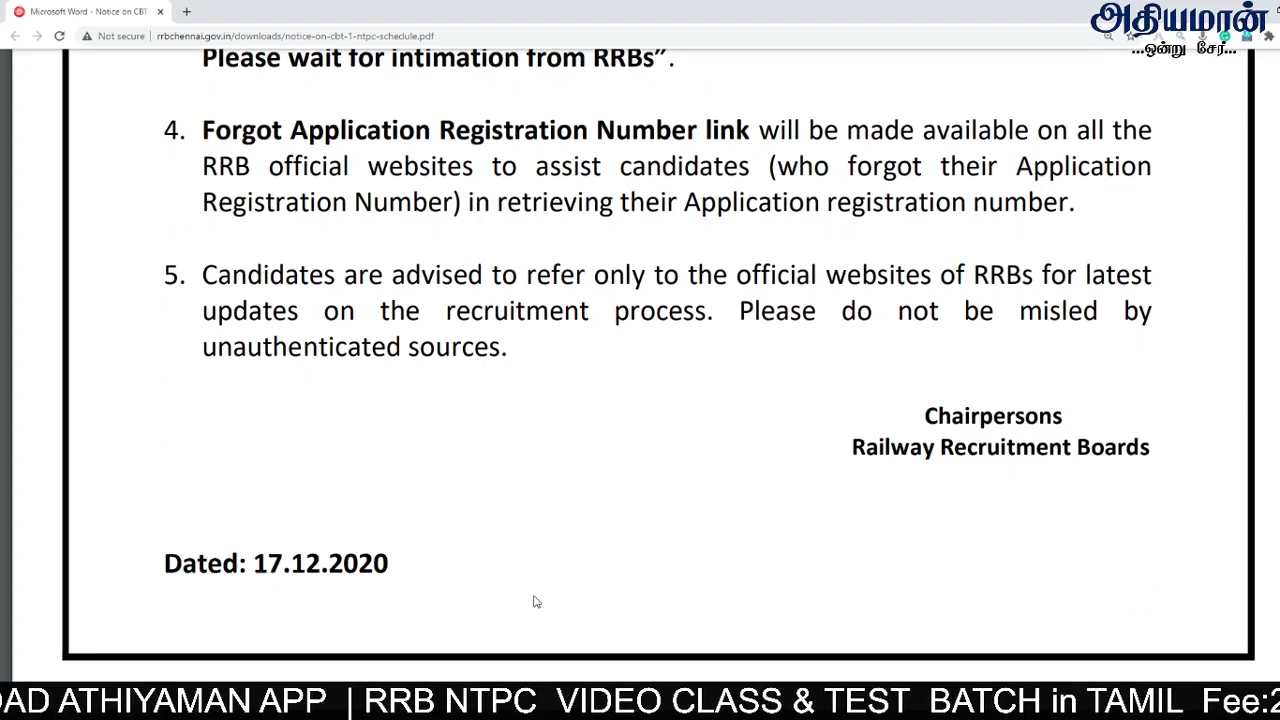 Microsoft Word - Notice on CBT
அதியமான்
Not secure | rrbchennai.gov.in/downloads/notice-on-cbt-1-ntpc-schedule.pdf
...ஒன்று சேர்...
Please wait for intimation from RRBs”.
4. Forgot Application Registration Number link will be made available on all the
RRB official websites to assist candidates (who forgot their Application
Registration Number) in retrieving their Application registration number.
5. Candidates are advised to refer only to the official websites of RRBs for latest
updates on the recruitment process. Please do not be misled by
unauthenticated sources.
Chairpersons
Railway Recruitment Boards
Dated: 17.12.2020
OAD ATHIYAMAN APP | RRB NTPC VIDEO CLASS & TEST BATCH in TAMIL Fee:2